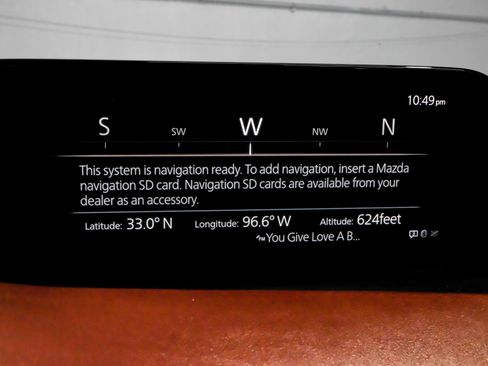 10:49pm
S SW W NW N
This system is navigation ready. To add navigation, insert a Mazda
navigation SD card. Navigation SD cards are available from your
dealer as an accessory.
Latitude: 33.0° N Longitude: 96.6° W Altitude: 624feet
FM You Give Love A B...